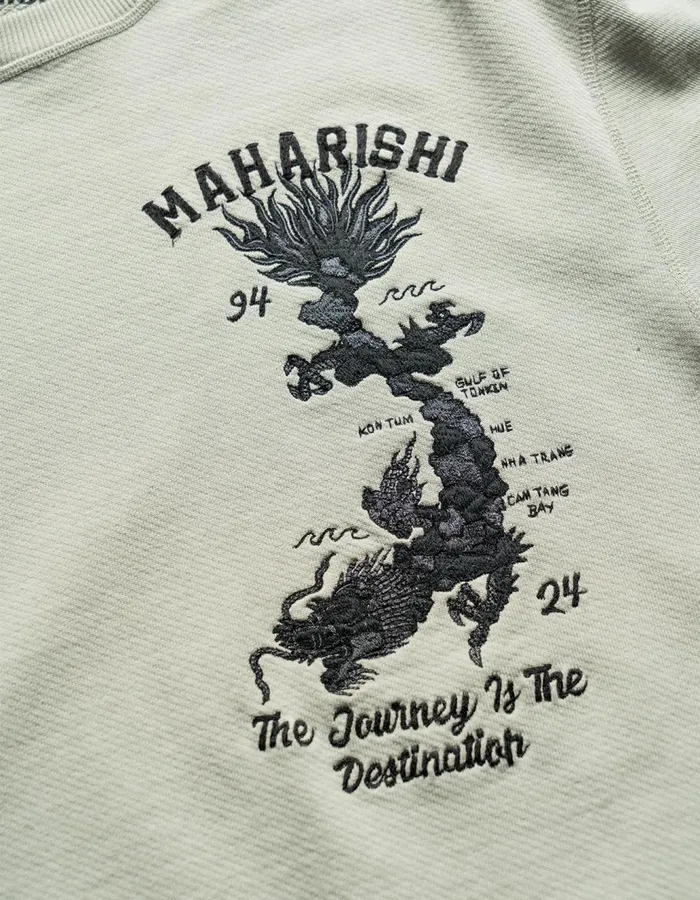 MAHARISHI
94
GULF OF
TONKIN
KON TUM
HUE
NHA TRANG
CAM TANG
BAY
24
The Journey Is The
Destination